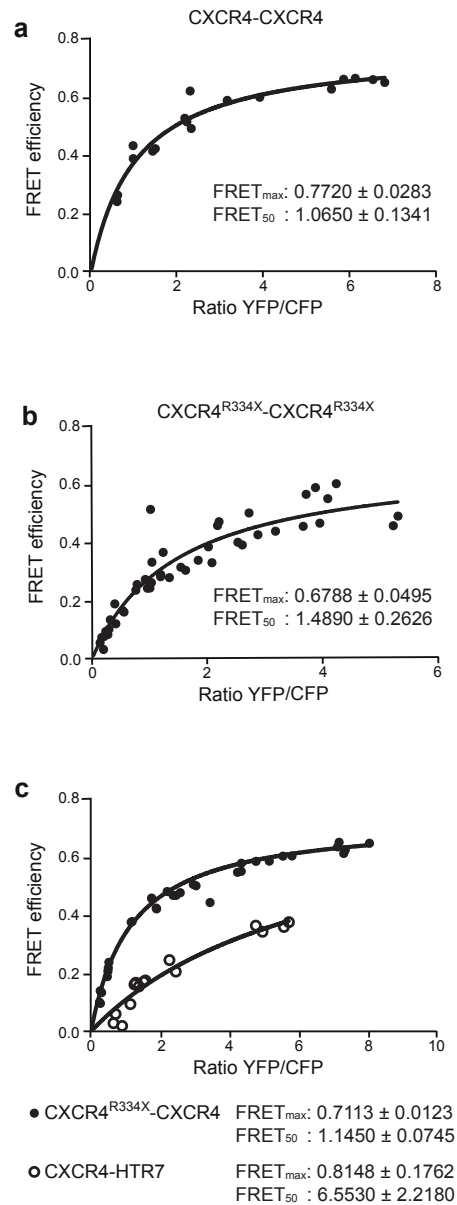 a
CXCR4-CXCR4
0.8
0.6
0.4
0.2
0.0
FRET efficiency
FRETmax: 0.7720 ± 0.0283
FRET50 : 1.0650 ± 0.1341
0 2 4 6 8
Ratio YFP/CFP
b
CXCR4R334X-CXCR4R334X
0.8
0.6
0.4
0.2
0.0
FRET efficiency
FRETmax: 0.6788 ± 0.0495
FRET50 : 1.4890 ± 0.2626
0 2 4 6
Ratio YFP/CFP
c
0.8
0.6
0.4
0.2
0.0
FRET efficiency
0 2 4 6 8 10
Ratio YFP/CFP
CXCR4R334X-CXCR4 FRETmax: 0.7113 ± 0.0123
FRET50 : 1.1450 ± 0.0745
CXCR4-HTR7 FRETmax: 0.8148 ± 0.1762
FRET50 : 6.5530 ± 2.2180